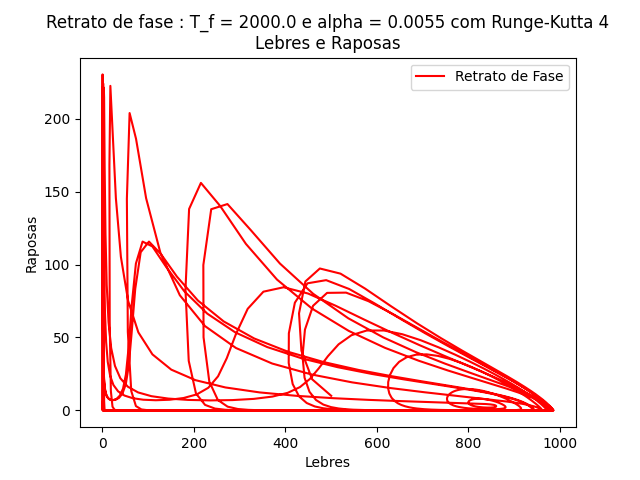 Retrato de fase : T_f = 2000.0 e alpha = 0.0055 com Runge-Kutta 4
Lebres e Raposas
Retrato de Fase
Raposas
200
150
100
50
0
0 200 400 600 800 1000
Lebres